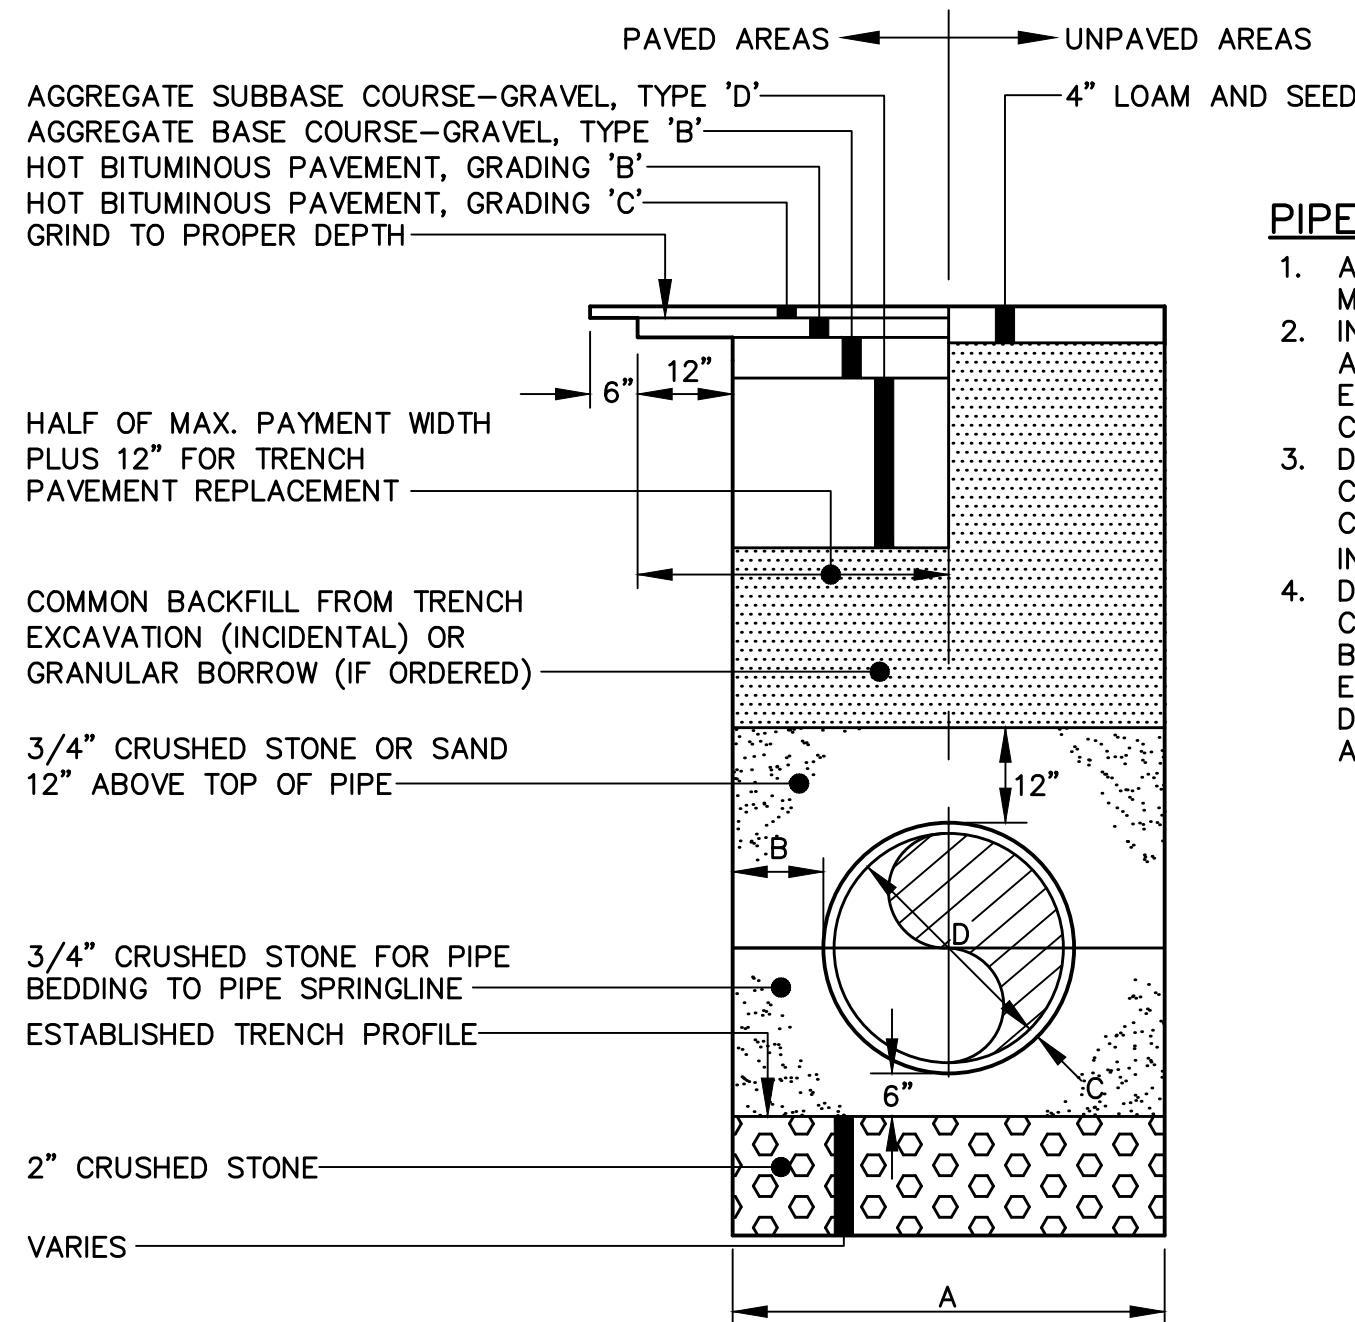 PAVED AREAS
UNPAVED AREAS
AGGREGATE SUBBASE COURSE-GRAVEL, TYPE 'D'
4" LOAM AND SEED
AGGREGATE BASE COURSE-GRAVEL, TYPE 'B'
HOT BITUMINOUS PAVEMENT, GRADING 'B'
HOT BITUMINOUS PAVEMENT, GRADING 'C'
GRIND TO PROPER DEPTH
6"
12"
HALF OF MAX. PAYMENT WIDTH
PLUS 12" FOR TRENCH
PAVEMENT REPLACEMENT
COMMON BACKFILL FROM TRENCH
EXCAVATION (INCIDENTAL) OR
GRANULAR BORROW (IF ORDERED)
3/4" CRUSHED STONE OR SAND
12" ABOVE TOP OF PIPE
12"
B
D
3/4" CRUSHED STONE FOR PIPE
BEDDING TO PIPE SPRINGLINE
ESTABLISHED TRENCH PROFILE
6"
C
2" CRUSHED STONE
VARIES
A
PIPE
1. A
M
2. IN
A
E
C
3. D
C
C
IN
4. D
C
B
E
D
A